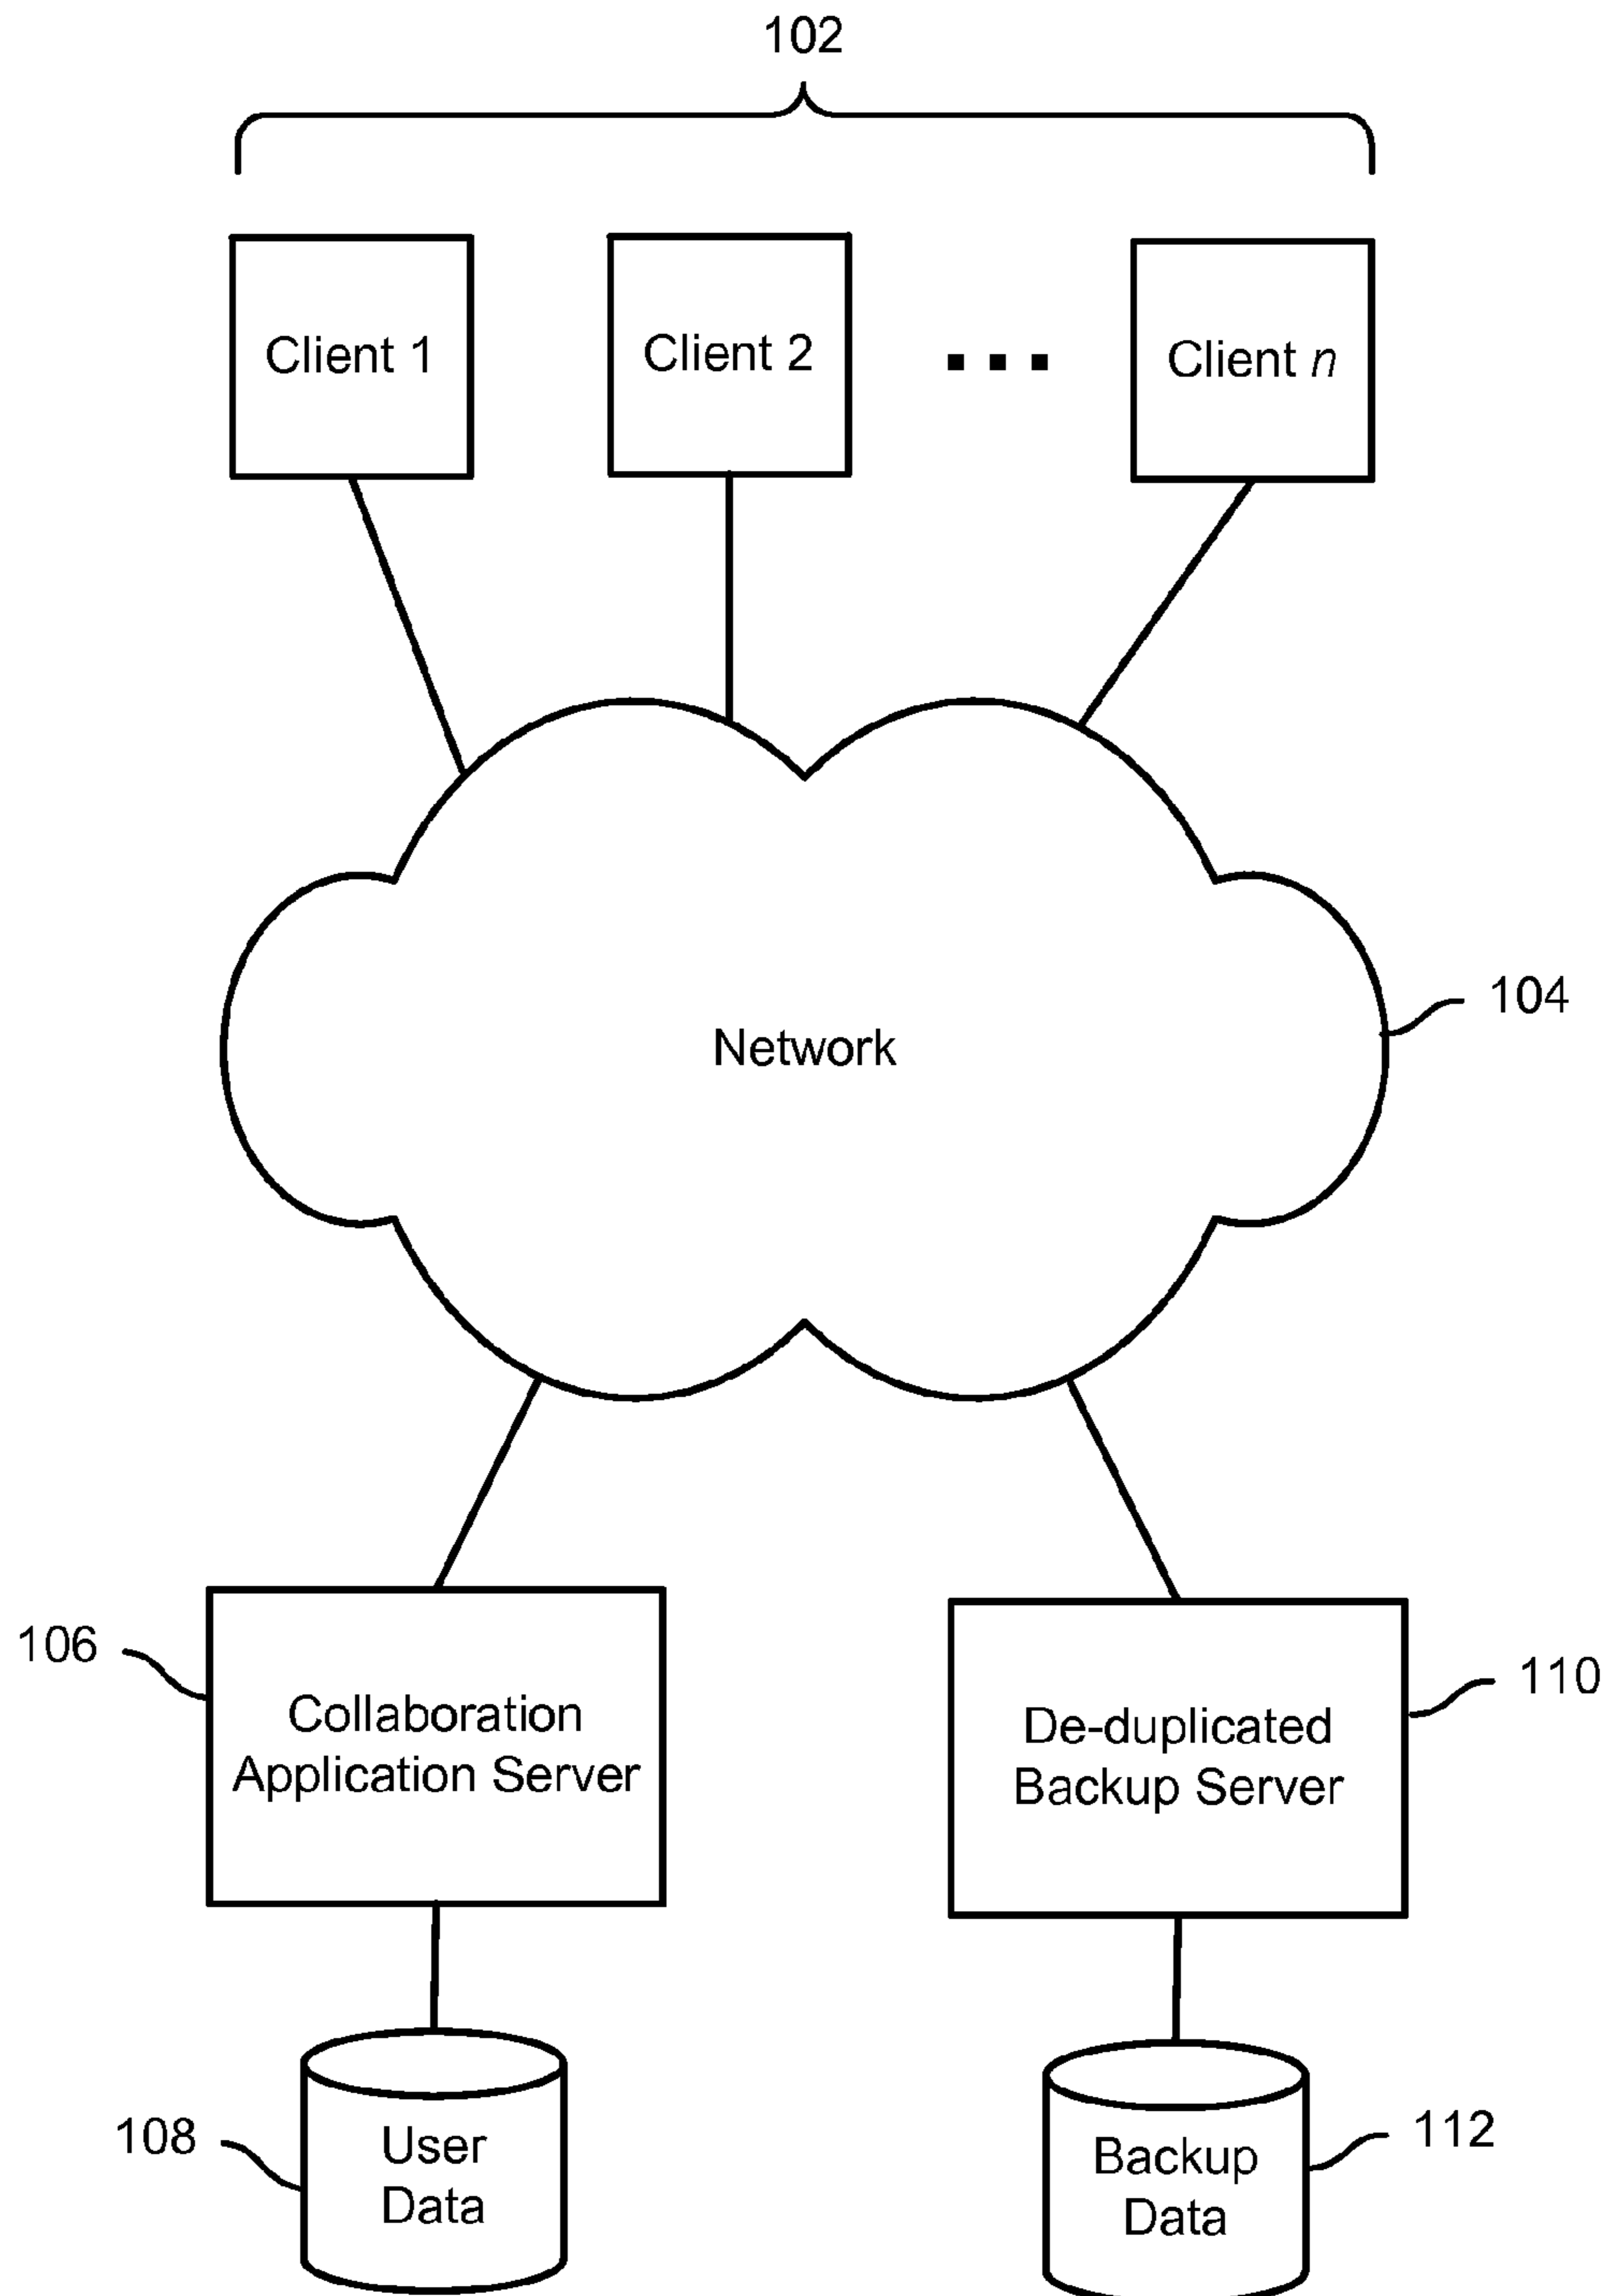 102
Client 1
Client 2
Client n
Network
104
106
Collaboration
Application Server
110
De-duplicated
Backup Server
108
User
Data
112
Backup
Data